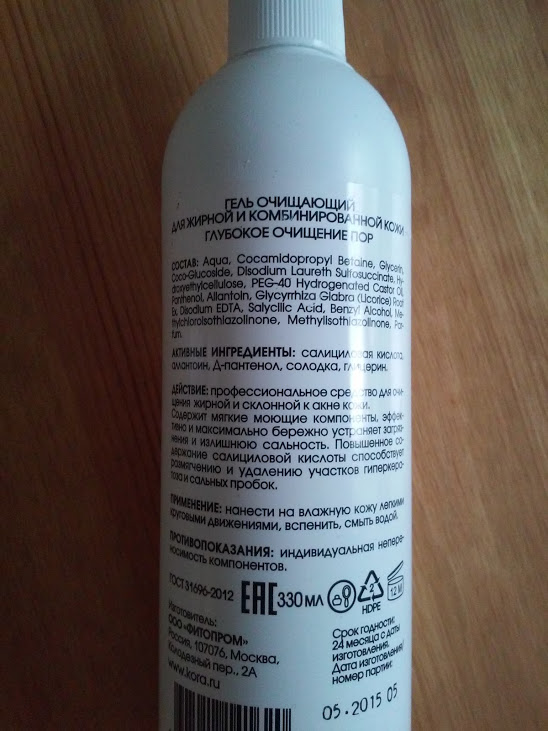 ГЕЛЬ ОЧИЩАЮЩИЙ
ДЛЯ ЖИРНОЙ И КОМБИНИРОВАННОЙ КОЖИ
ГЛУБОКОЕ ОЧИЩЕНИЕ ПОР
СОСТАВ: Aqua, Cocamidopropyl Betaine, Glycerin,
Coco-Glucoside, Disodium Laureth Sulfosuccinate, Hy-
droxyethylcellulose, PEG-40 Hydrogenated Castor Oil,
Panthenol, Allantoin, Glycyrrhiza Glabra (Licorice) Root
Ex, Disodium EDTA, Salycilic Acid, Benzyl Alcohol, Me-
thylchloroisothiazolinone, Methylisothiazolinone, Par-
fum.
АКТИВНЫЕ ИНГРЕДИЕНТЫ: салициловая кислота,
аллантоин, Д-пантенол, солодка, глицерин.
ДЕЙСТВИЕ: профессиональное средство для очи-
щения жирной и склонной к акне кожи.
Содержит мягкие моющие компоненты, эффек-
тивно и максимально бережно устраняет загряз-
нения и излишнюю сальность. Повышенное со-
держание салициловой кислоты способствует
размягчению и удалению участков гиперкера-
тоза и сальных пробок.
ПРИМЕНЕНИЕ: нанести на влажную кожу легкими
круговыми движениями, вспенить, смыть водой.
ПРОТИВОПОКАЗАНИЯ: индивидуальная непере-
носимость компонентов.
ГОСТ 31696-2012 EAC 330 МЛ 2 HDPE 12 М
Изготовитель:
ООО «ФИТОПРОМ»
Россия, 107076, Москва,
Колодезный пер., 2А
www.kora.ru
Срок годности:
24 месяца с даты
изготовления.
Дата изготовления/
номер партии:
05.2015 05